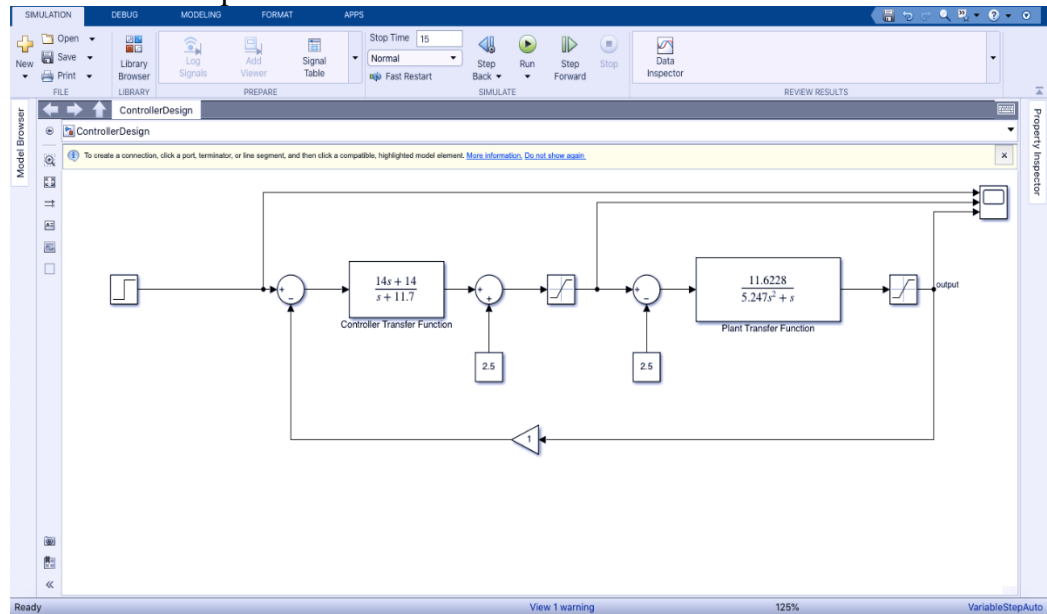 SIMULATION DEBUG MODELING FORMAT APPS
New
Open
Save
Print
FILE
Library
Browser
LIBRARY
Log
Signals
Add
Viewer
Signal
Table
PREPARE
Stop Time 15
Normal
Fast Restart
Step
Back
Run
Step
Forward
Stop
SIMULATE
Data
Inspector
REVIEW RESULTS
Model Browser
Property Inspector
ControllerDesign
ControllerDesign
To create a connection, click a port, terminator, or line segment, and then click a compatible, highlighted model element. More information. Do not show again.
14s + 14
s + 11.7
Controller Transfer Function
2.5
2.5
11.6228
5.247s² + s
Plant Transfer Function
output
1
Ready View 1 warning 125% VariableStepAuto